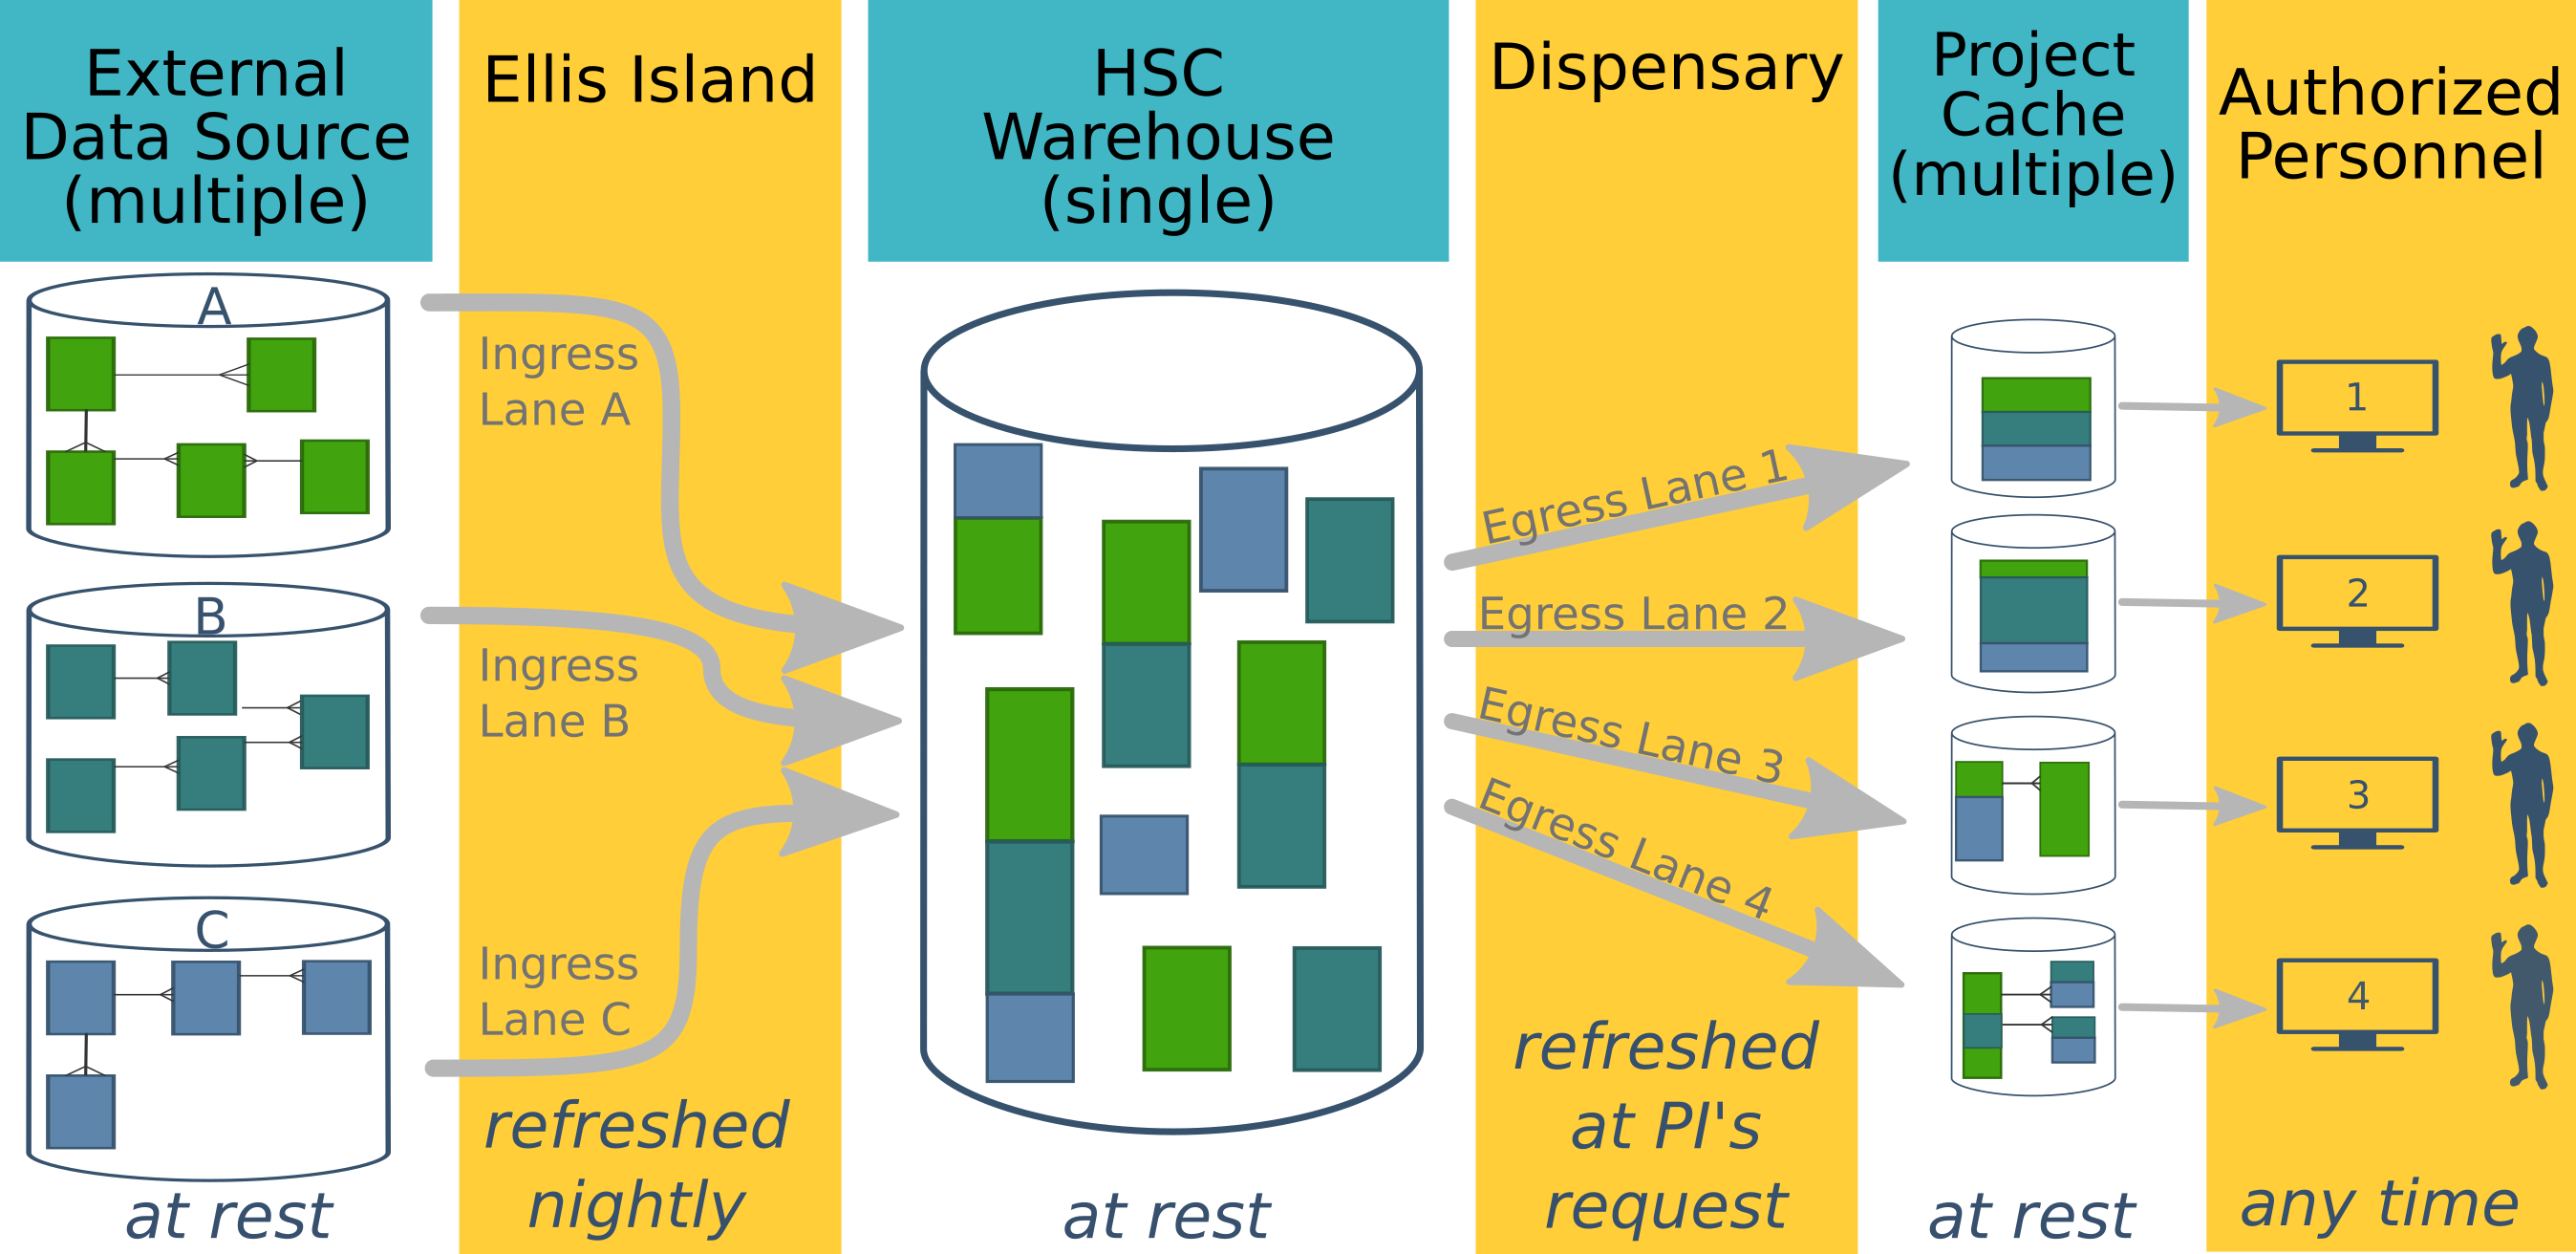 External
Data Source
(multiple)
Ellis Island
HSC
Warehouse
(single)
Dispensary
Project
Cache
(multiple)
Authorized
Personnel
A
B
C
at rest
Ingress
Lane A
Ingress
Lane B
Ingress
Lane C
refreshed
nightly
at rest
Egress Lane 1
Egress Lane 2
Egress Lane 3
Egress Lane 4
refreshed
at PI's
request
at rest
1
2
3
4
any time